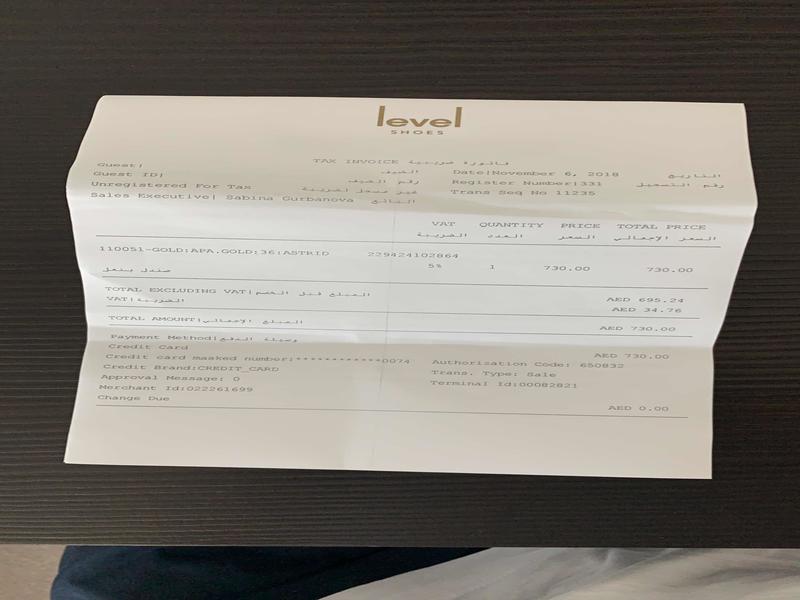 level
SHOES
TAX INVOICE فاتورة ضريبية
Guest| الضيف
Date|November 6, 2018 التاريخ
Guest ID| رقم الضيف
Register Number|331 رقم التسجيل
Unregistered For Tax غير مسجل لضريبة
Trans Seq No 11235
Sales Executive| Sabina Gurbanova البائع
VAT QUANTITY PRICE TOTAL PRICE
الضريبة العدد السعر السعر الإجمالي
110051-GOLD:APA.GOLD:36:ASTRID 229424102864
صندل بنعل 5% 1 730.00 730.00
TOTAL EXCLUDING VAT|المبلغ قبل الخصم AED 695.24
VAT|الضريبة AED 34.76
TOTAL AMOUNT|المبلغ الإجمالي AED 730.00
Payment Method|وسيلة الدفع
Credit Card AED 730.00
Credit card masked number:************0074 Authorization Code: 650832
Credit Brand:CREDIT_CARD Trans. Type: Sale
Approval Message: 0 Terminal Id:00082821
Merchant Id:022261699
Change Due AED 0.00